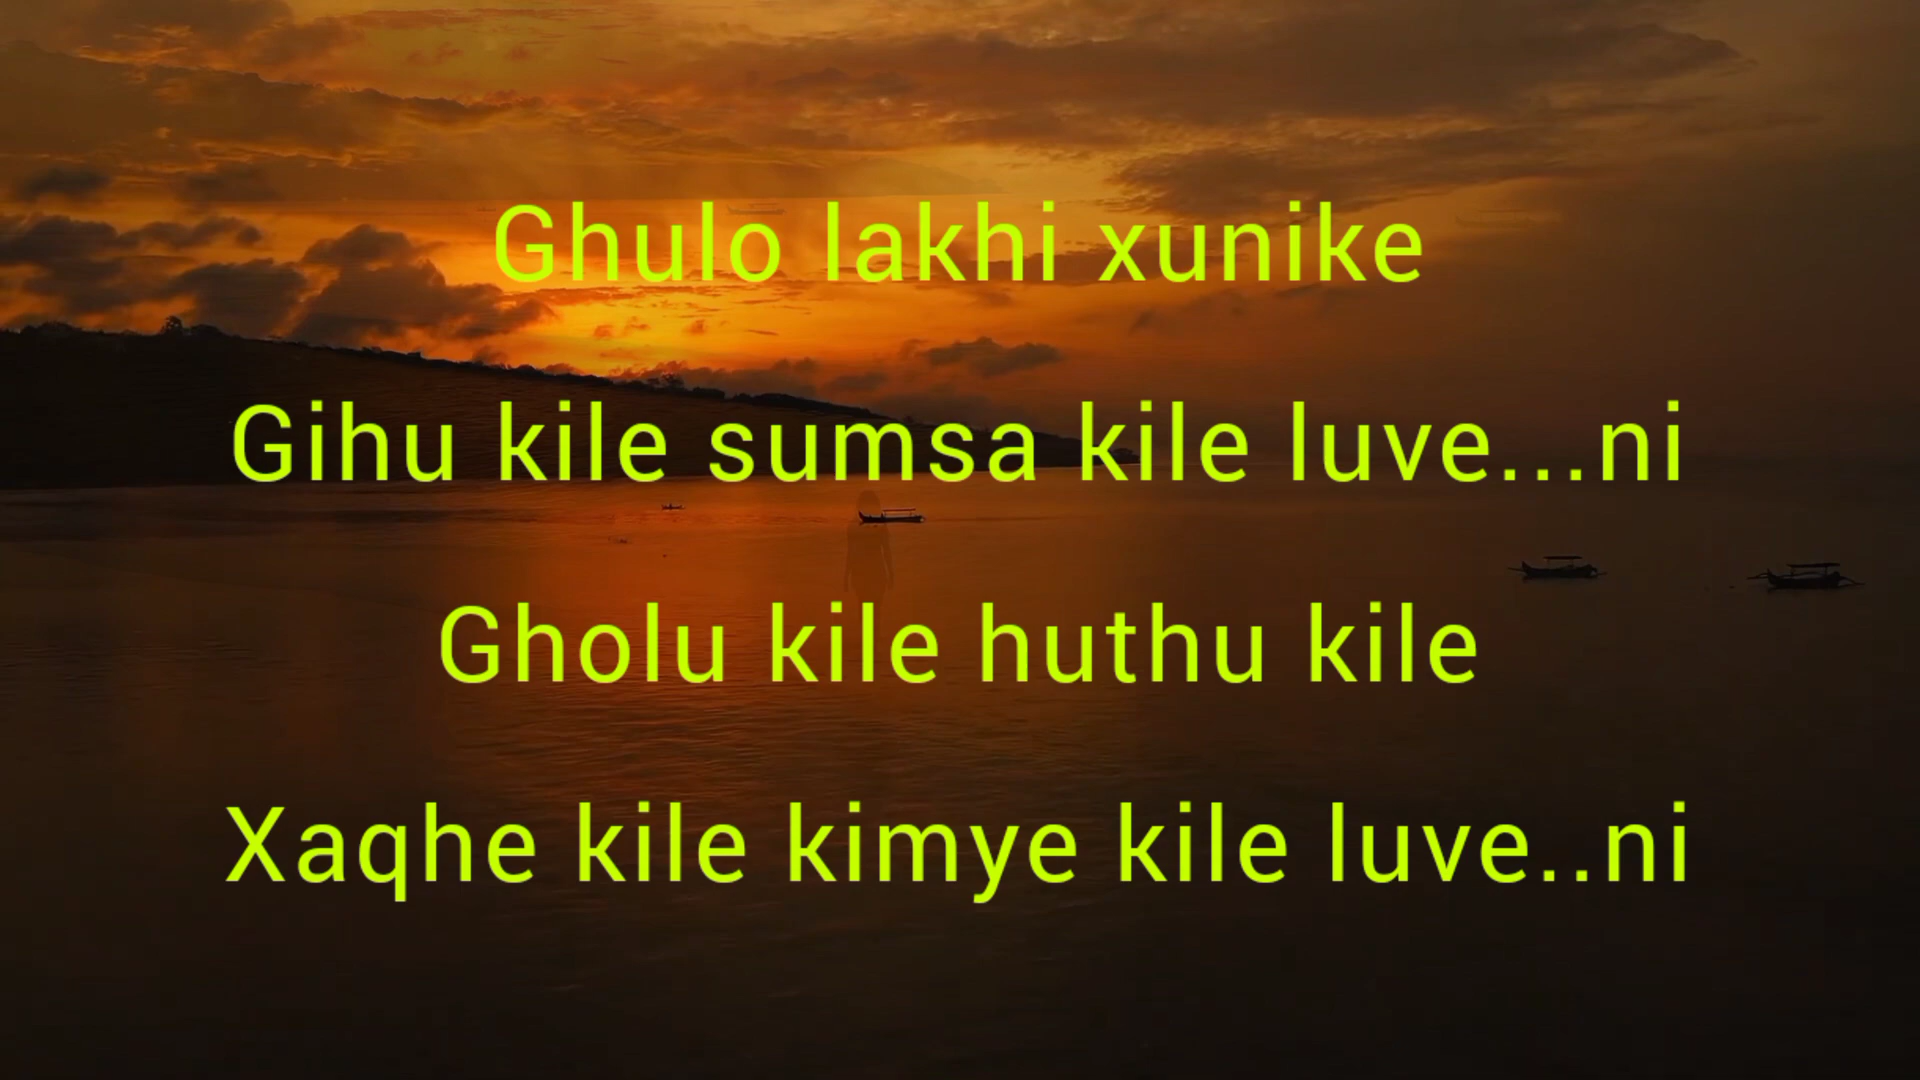 Ghulo lakhi xunike
Gihu kile sumsa kile luve...ni
Gholu kile huthu kile
Xaqhe kile kimye kile luve..ni